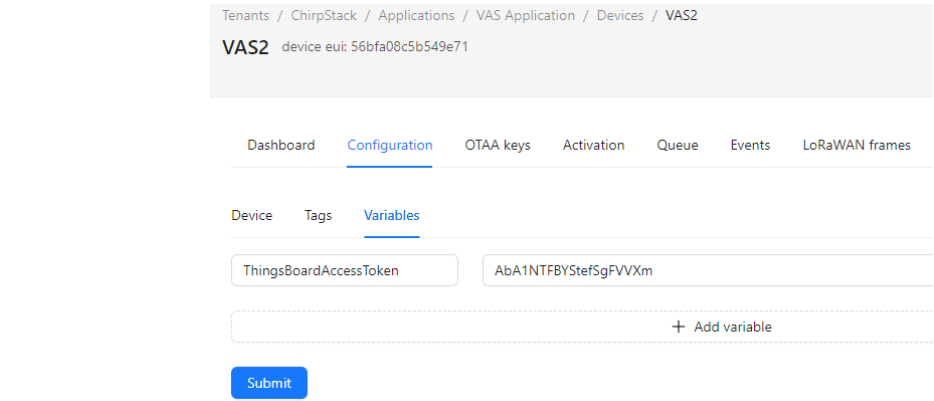 Tenants / ChirpStack / Applications / VAS Application / Devices / VAS2
VAS2 device eui: 56bfa08c5b549e71
Dashboard Configuration OTAA keys Activation Queue Events LoRaWAN frames
Device Tags Variables
ThingsBoardAccessToken AbA1NTFBYStefSgFVVXm
+ Add variable
Submit